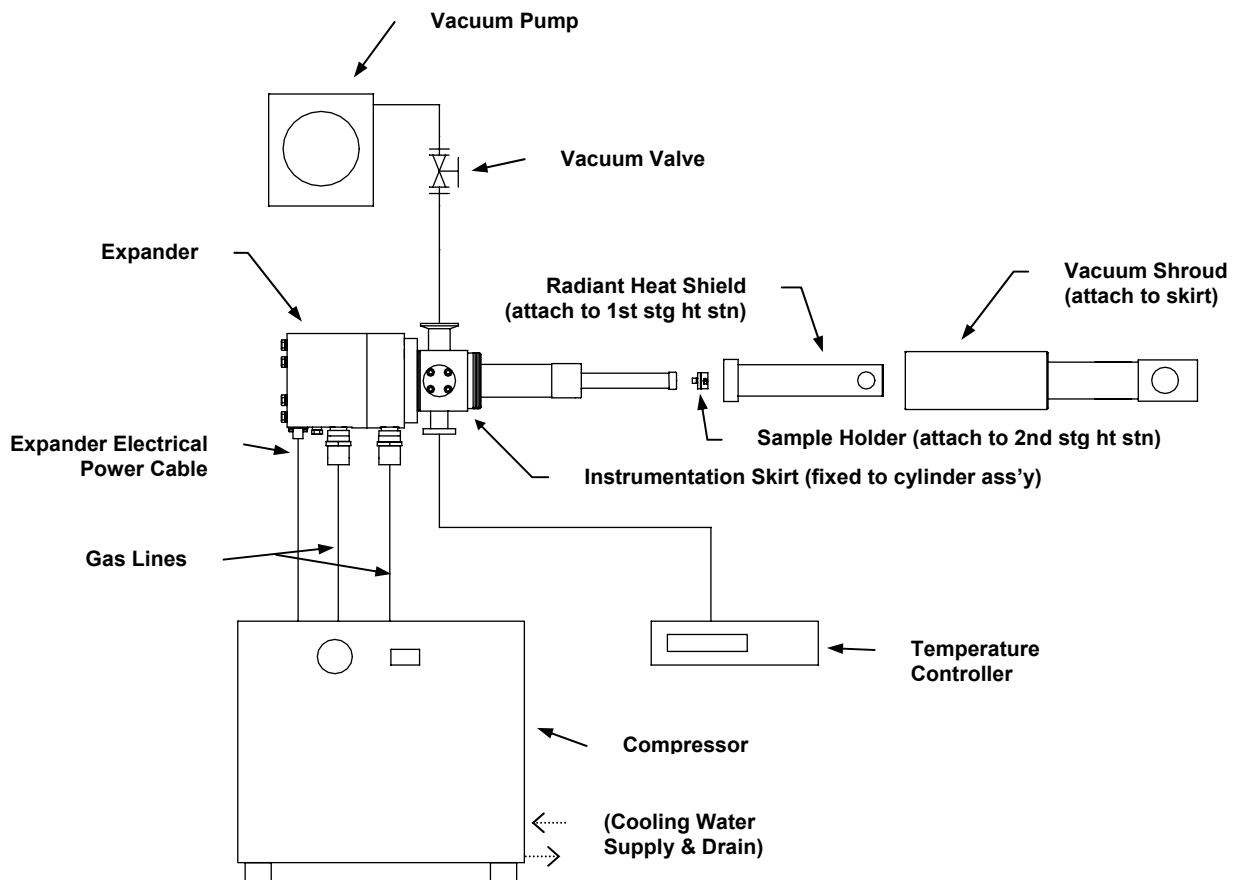 Vacuum Pump
Vacuum Valve
Expander
Radiant Heat Shield
(attach to 1st stg ht stn)
Vacuum Shroud
(attach to skirt)
Sample Holder (attach to 2nd stg ht stn)
Expander Electrical
Power Cable
Instrumentation Skirt (fixed to cylinder ass’y)
Gas Lines
Temperature
Controller
Compressor
(Cooling Water
Supply & Drain)